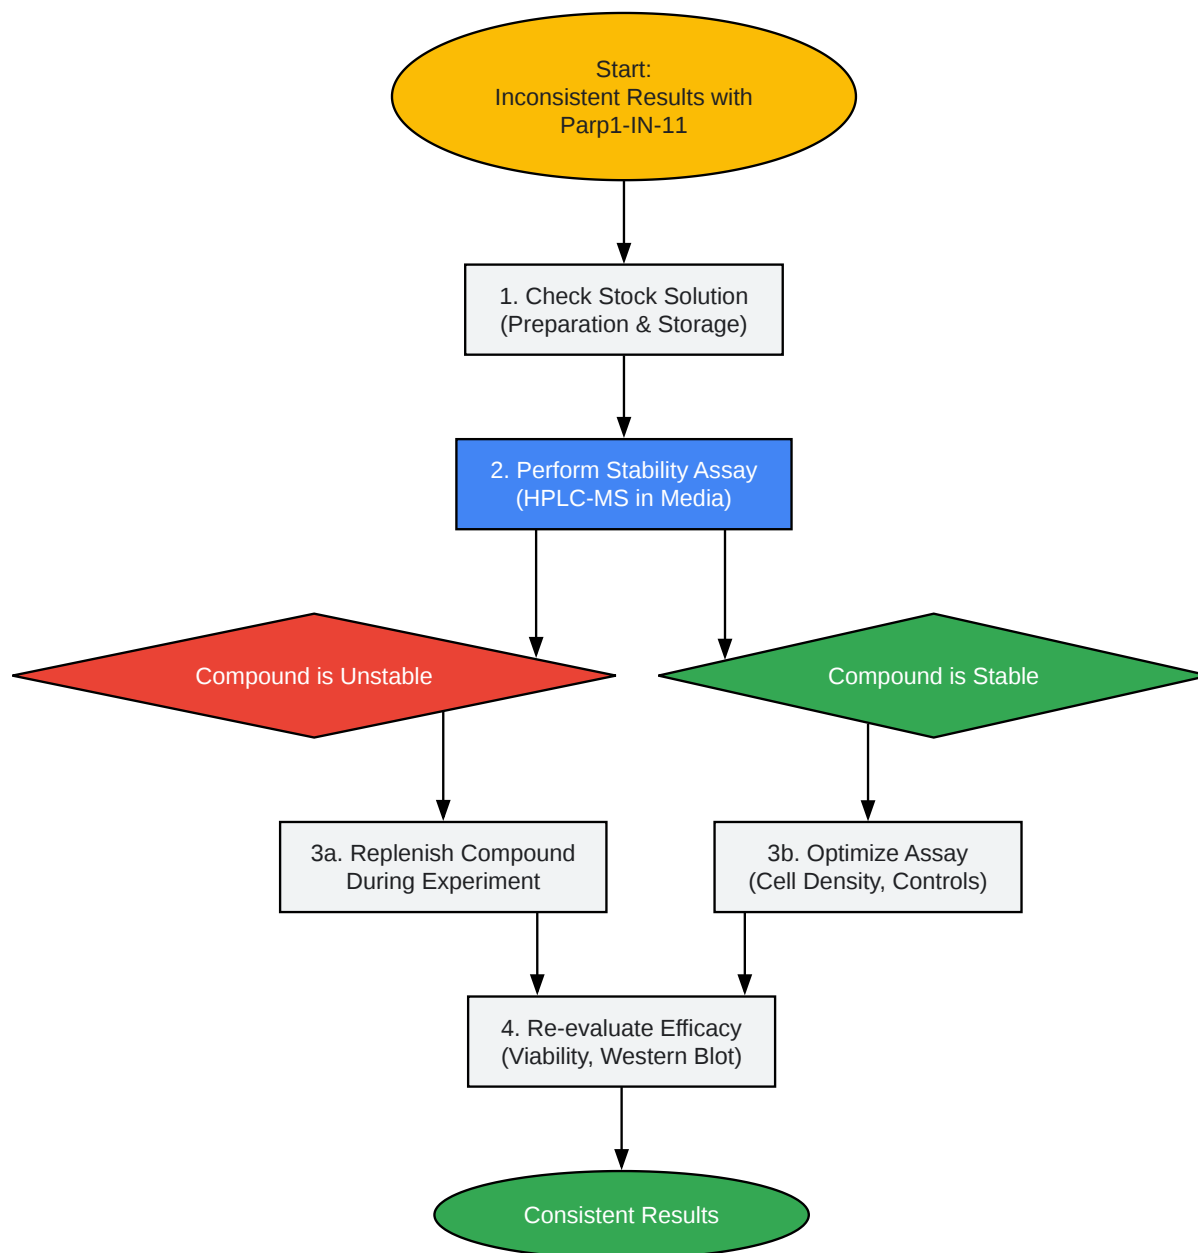 Start:
Inconsistent Results with
Parp1-IN-11
1. Check Stock Solution
(Preparation & Storage)
2. Perform Stability Assay
(HPLC-MS in Media)
Compound is Unstable
Compound is Stable
3a. Replenish Compound
During Experiment
3b. Optimize Assay
(Cell Density, Controls)
4. Re-evaluate Efficacy
(Viability, Western Blot)
Consistent Results